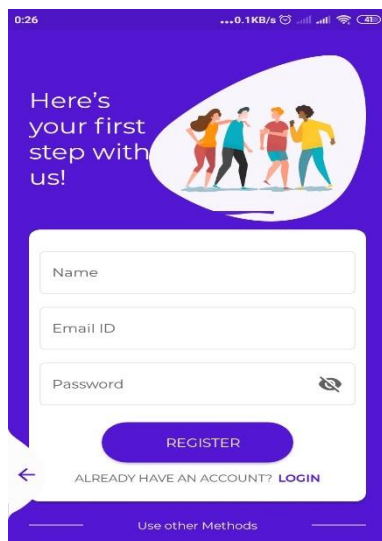 0:26 ...0.1KB/s 41
Here's
your first
step with
us!
Name
Email ID
Password
REGISTER
ALREADY HAVE AN ACCOUNT? LOGIN
Use other Methods